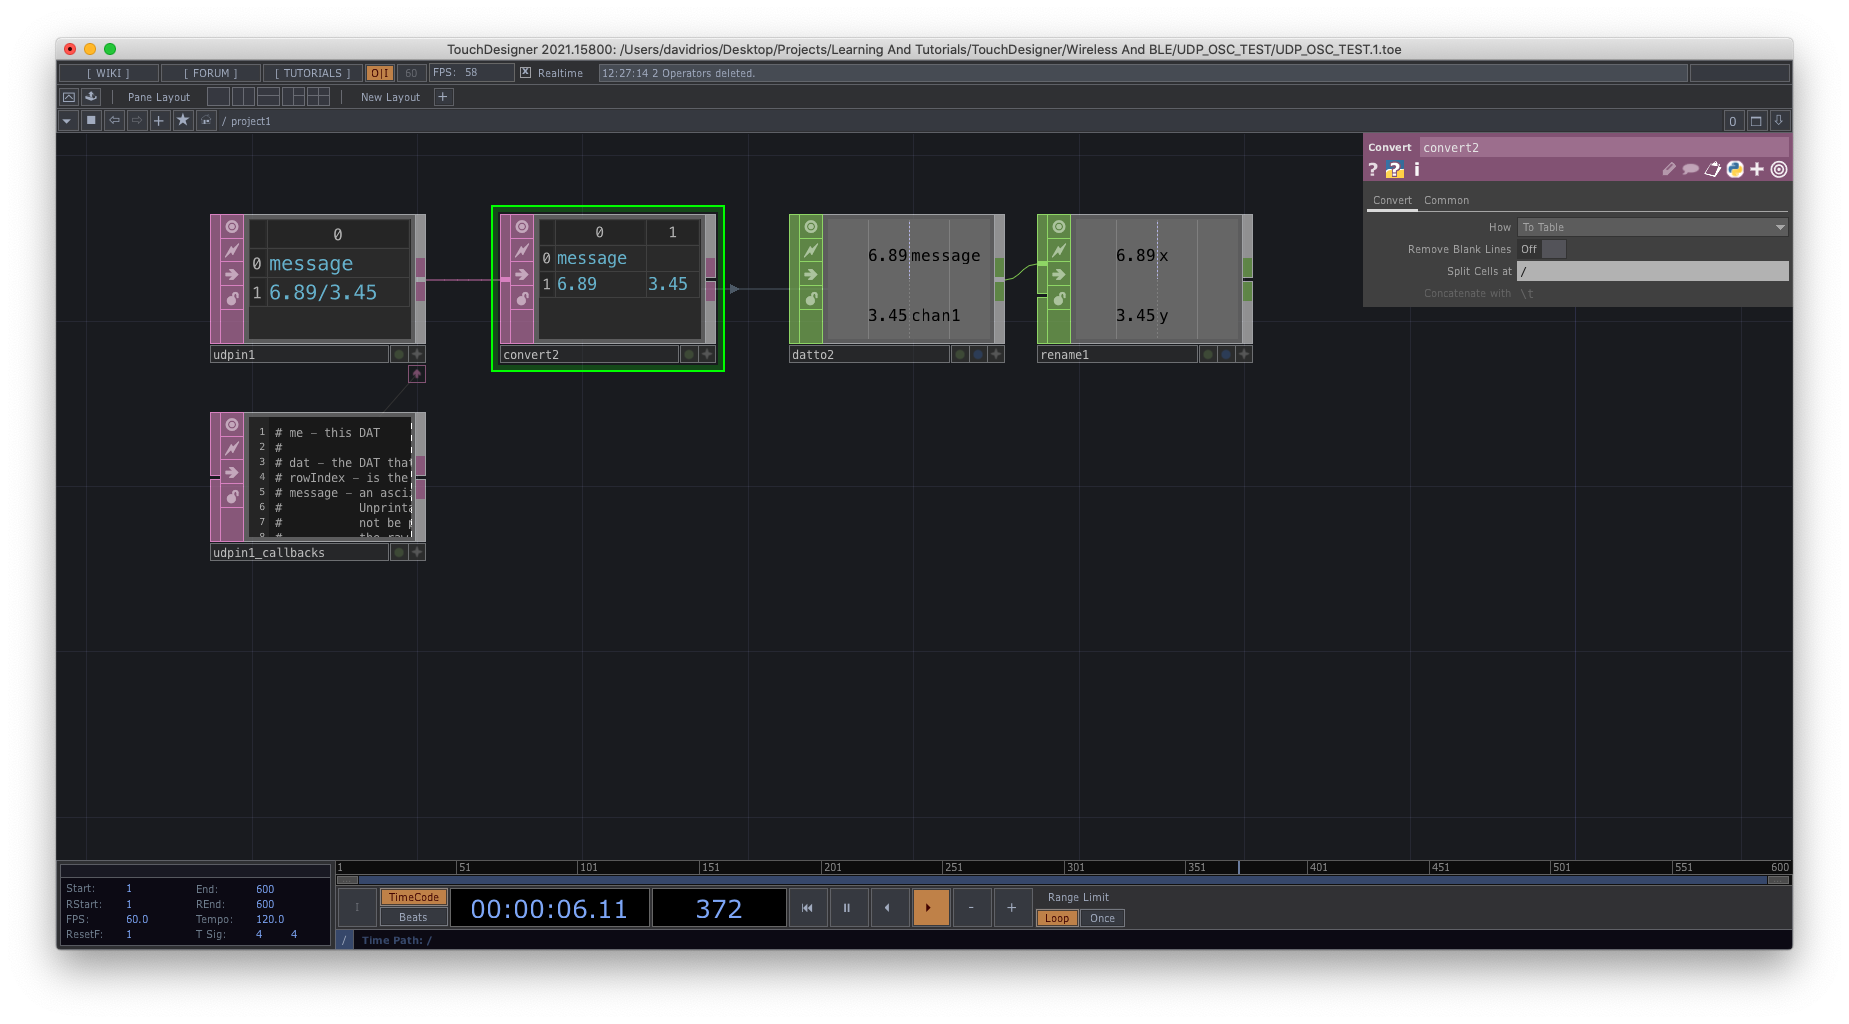 TouchDesigner 2021.15800: /Users/davidrios/Desktop/Projects/Learning And Tutorials/TouchDesigner/Wireless And BLE/UDP_OSC_TEST/UDP_OSC_TEST.1.toe
[ WIKI ] [ FORUM ] [ TUTORIALS ] O|I 60 FPS: 58 Realtime 12:27:14 2 Operators deleted.
Pane Layout New Layout +
/ project1 0
Convert convert2
? ? i
Convert Common
How To Table
Remove Blank Lines Off
Split Cells at /
Concatenate with \t
0
0 message
1 6.89/3.45
udpin1
0 1
0 message
1 6.89 3.45
convert2
6.89 message
3.45 chan1
datto2
6.89 x
3.45 y
rename1
1 # me - this DAT
2 #
3 # dat - the DAT that
4 # rowIndex - is the
5 # message - an asci
6 # Unprinta
7 # not be
8 # the raw
udpin1_callbacks
1 51 101 151 201 251 301 351 401 451 501 551 600
Start: 1 End: 600
RStart: 1 REnd: 600
FPS: 60.0 Tempo: 120.0
ResetF: 1 T Sig: 4 4
TimeCode
Beats
00:00:06.11 372
- +
Range Limit
Loop Once
/ Time Path: /